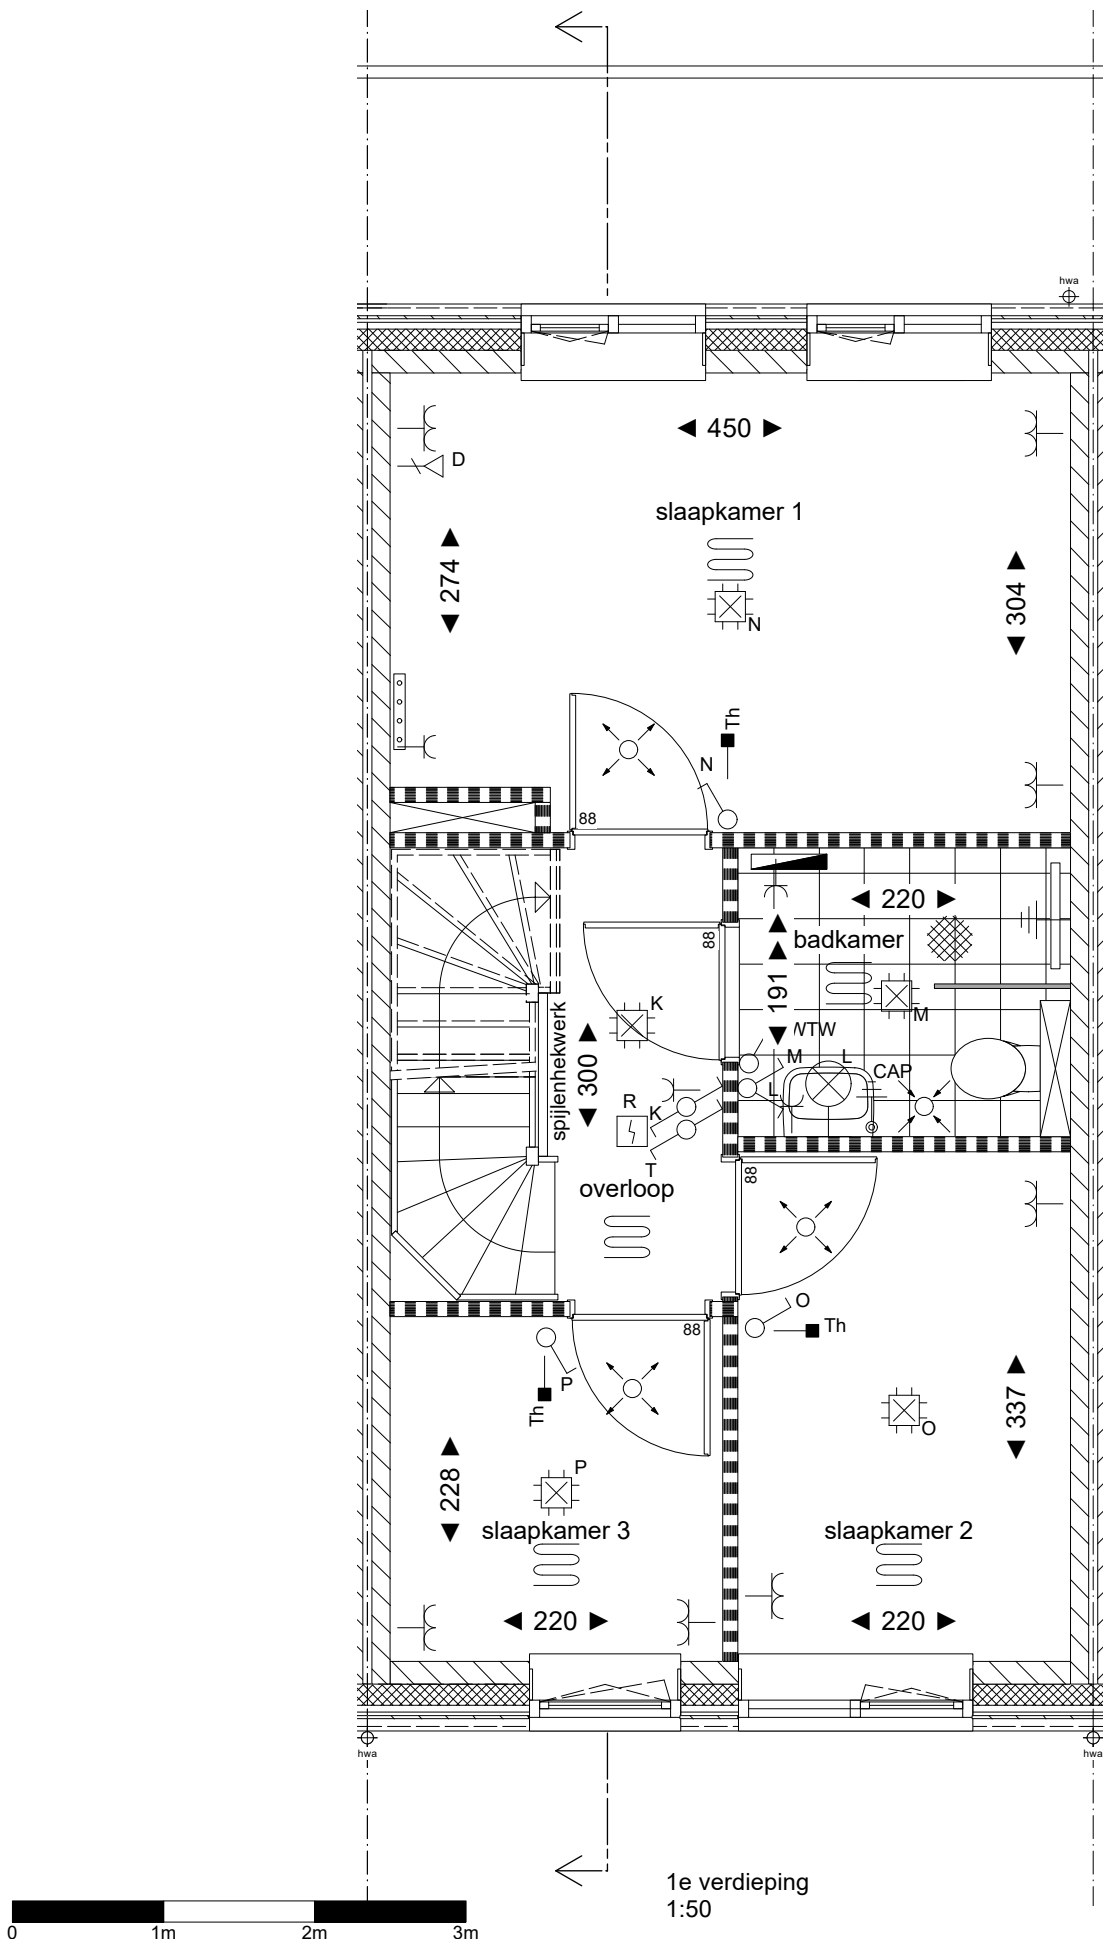 hwa
450
D
slaapkamer 1
274
304
N
Th
N
88
220
88
badkamer
191
K
M
spijlenhekwerk
300
WTW
M
L
L
CAP
R
K
T
overloop
88
O
Th
88
P
Th
337
O
P
228
slaapkamer 3
slaapkamer 2
220
220
hwa
hwa
1e verdieping
1:50
0 1m 2m 3m